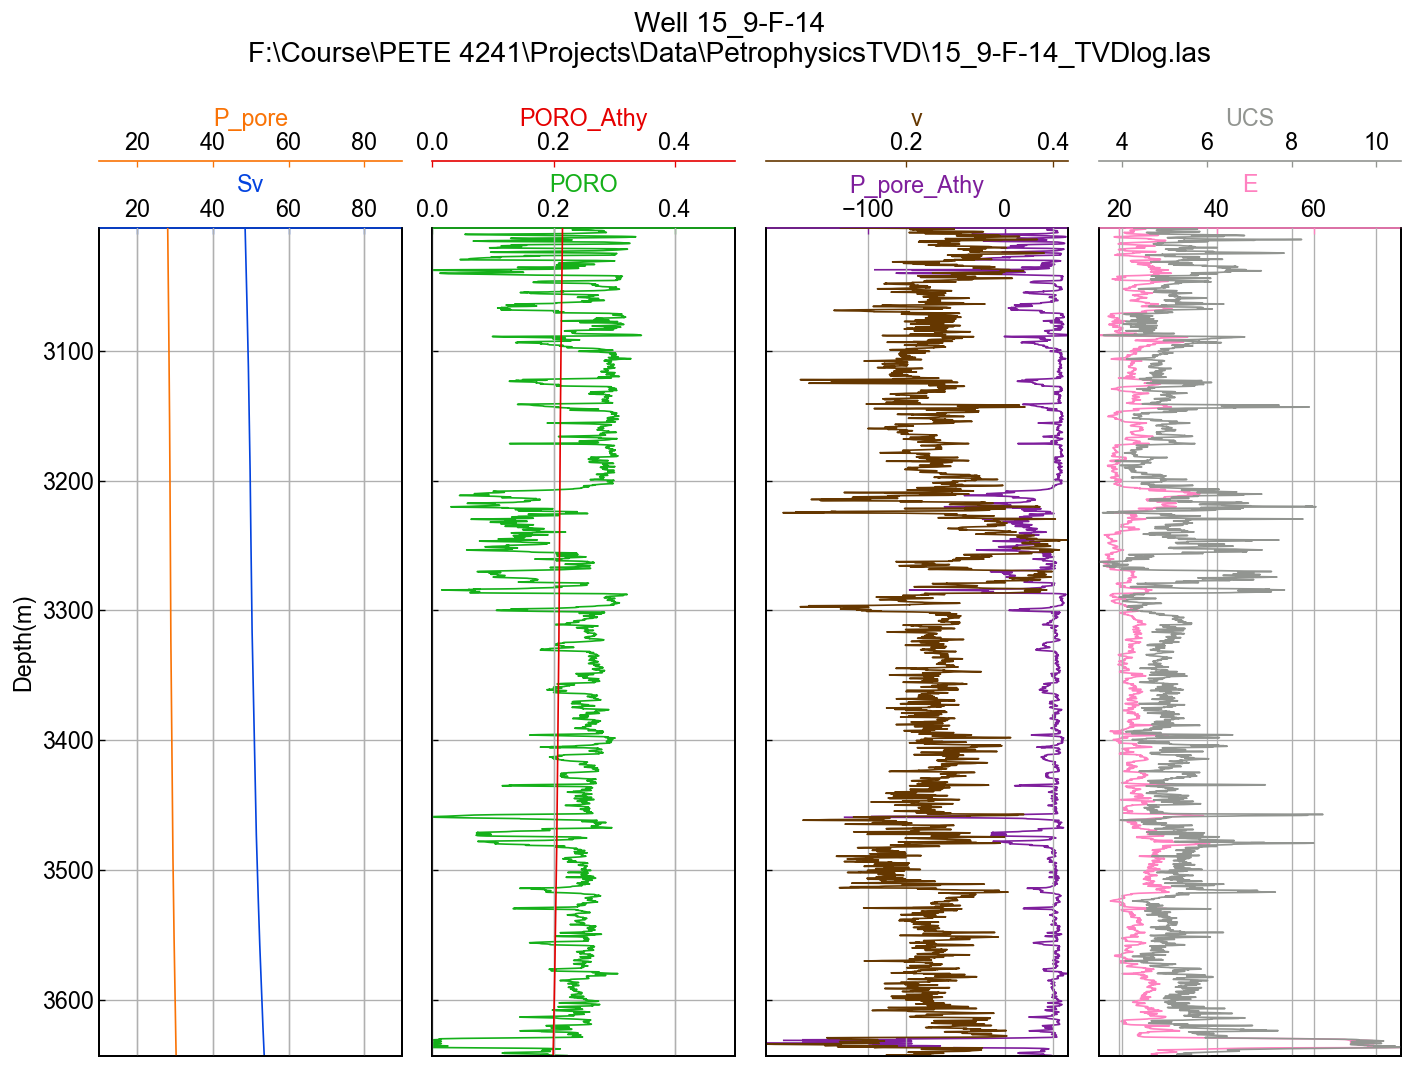 Well 15_9-F-14
F:\Course\PETE 4241\Projects\Data\PetrophysicsTVD\15_9-F-14_TVDlog.las
P_pore
20 40 60 80
Sv
20 40 60 80
PORO_Athy
0.0 0.2 0.4
PORO
0.0 0.2 0.4
v
0.2 0.4
P_pore_Athy
−100 0
UCS
4 6 8 10
E
20 40 60
Depth(m)
3100
3200
3300
3400
3500
3600